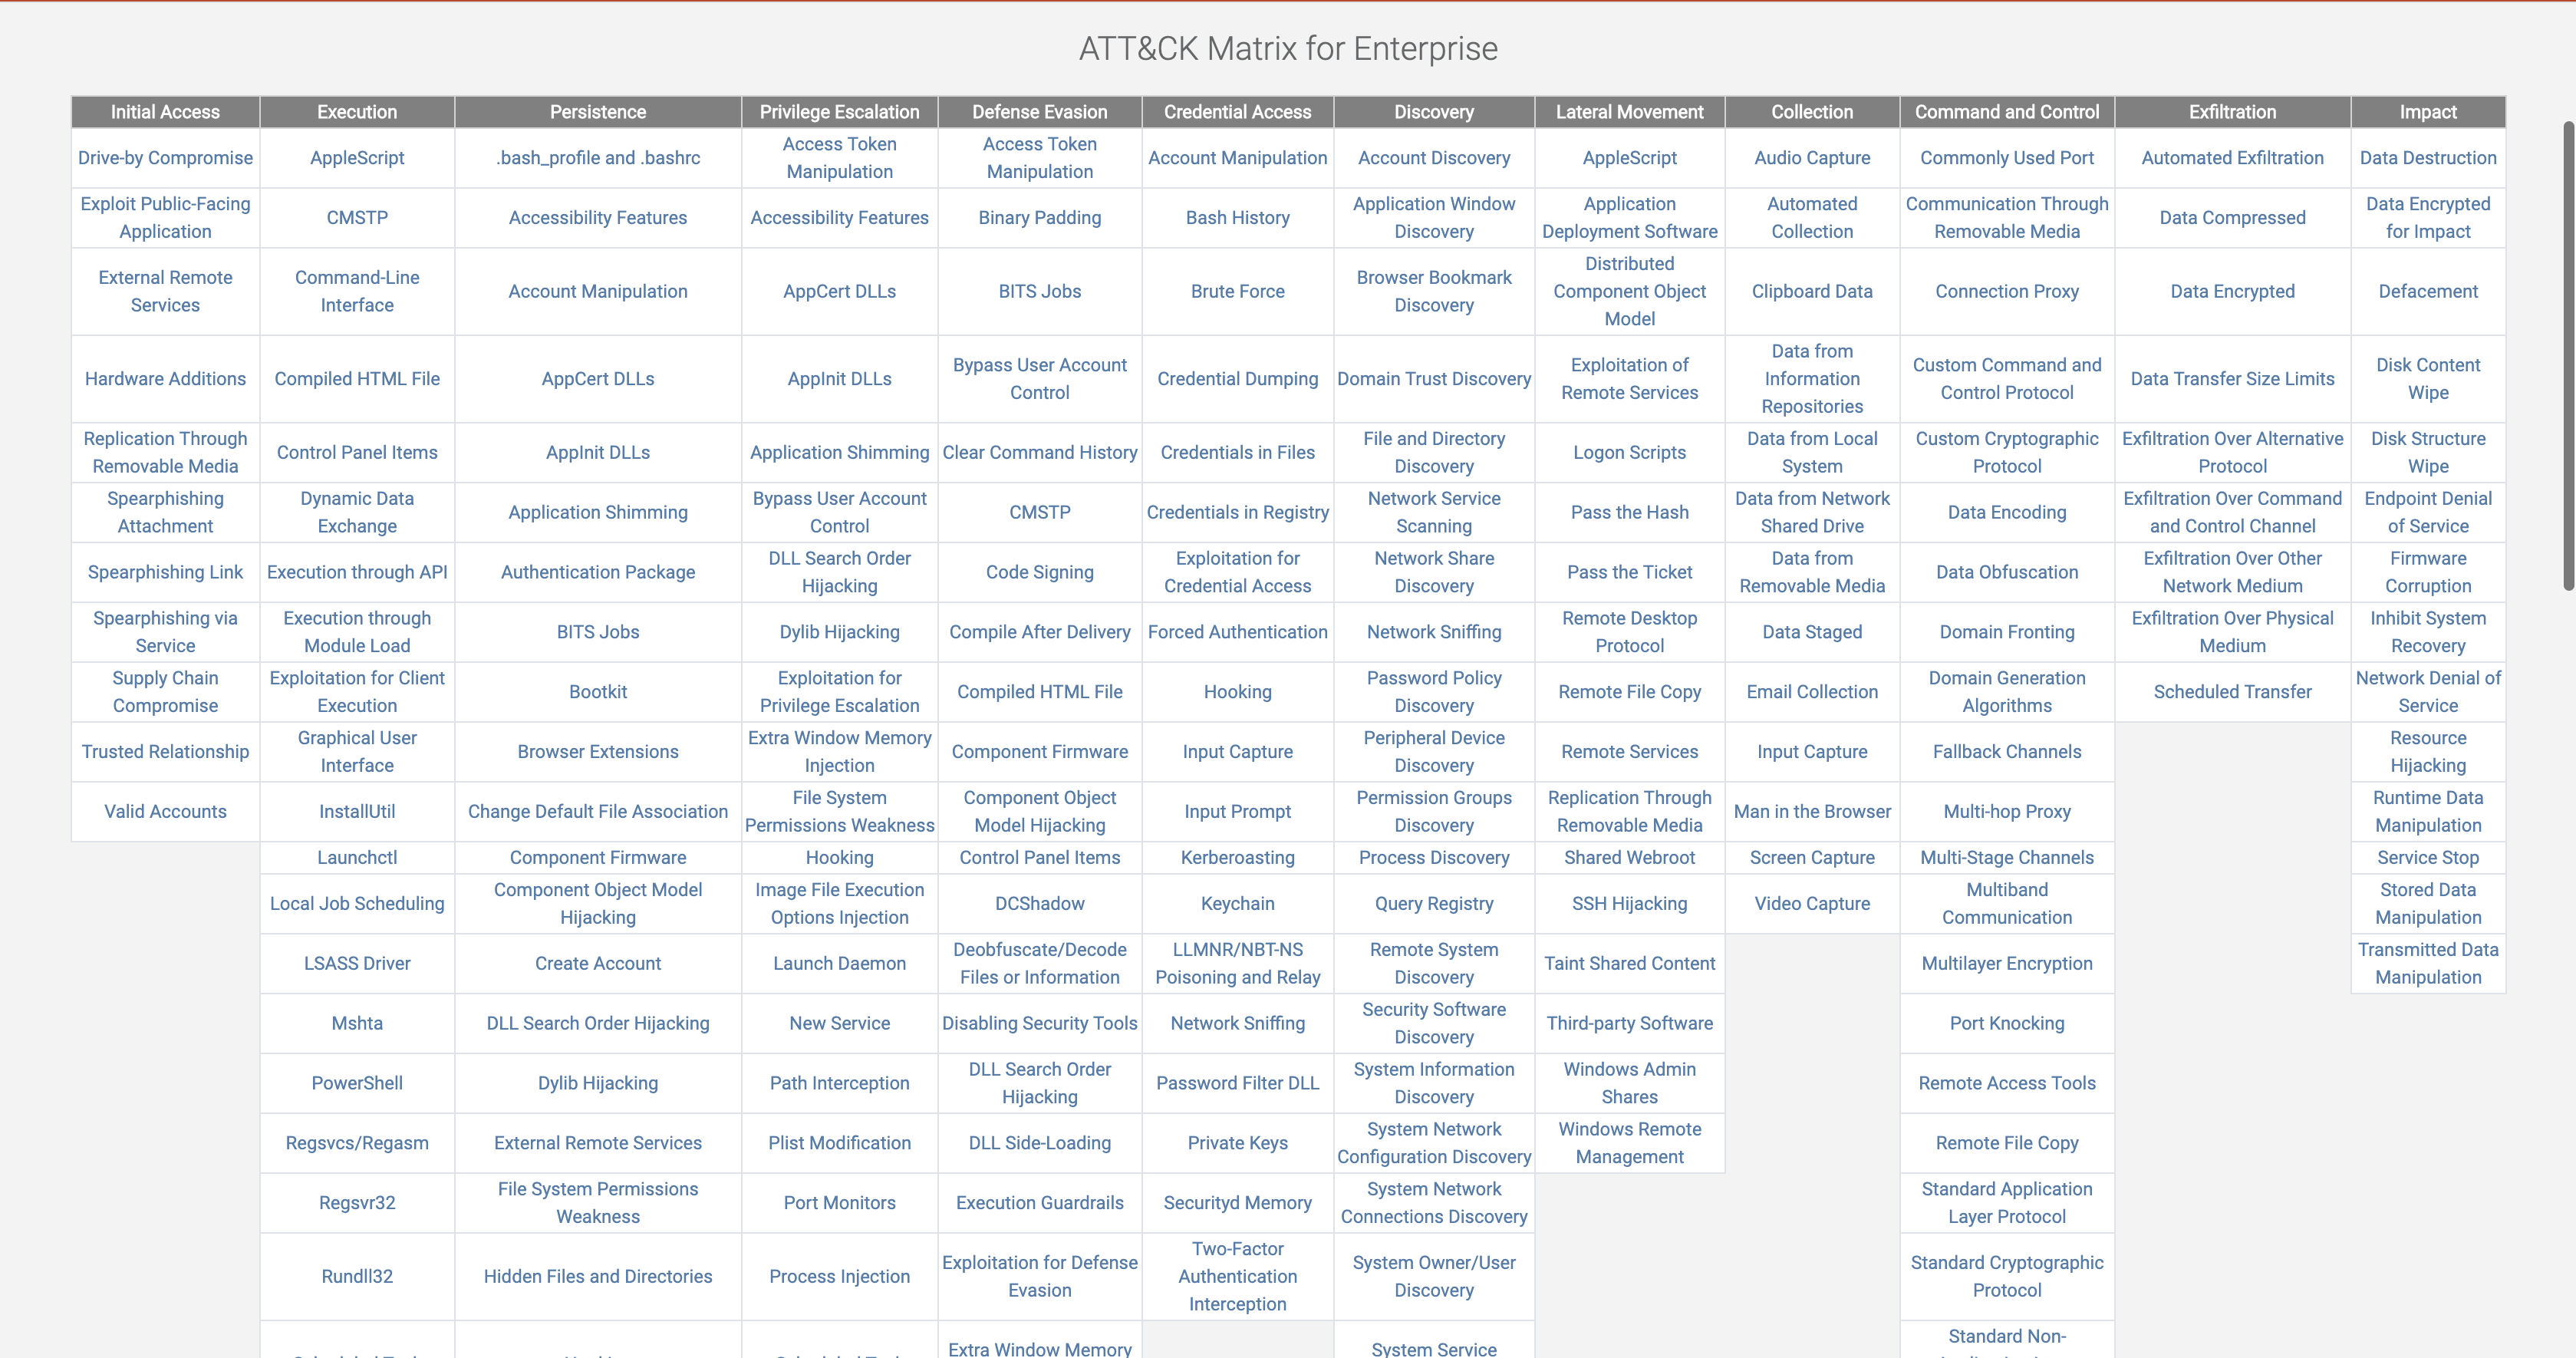 ATT&CK Matrix for Enterprise
Initial Access
Execution
Persistence
Privilege Escalation
Defense Evasion
Credential Access
Discovery
Lateral Movement
Collection
Command and Control
Exfiltration
Impact
Drive-by Compromise
AppleScript
.bash_profile and .bashrc
Access Token
Manipulation
Access Token
Manipulation
Account Manipulation
Account Discovery
AppleScript
Audio Capture
Commonly Used Port
Automated Exfiltration
Data Destruction
Exploit Public-Facing
Application
CMSTP
Accessibility Features
Accessibility Features
Binary Padding
Bash History
Application Window
Discovery
Application
Deployment Software
Automated
Collection
Communication Through
Removable Media
Data Compressed
Data Encrypted
for Impact
External Remote
Services
Command-Line
Interface
Account Manipulation
AppCert DLLs
BITS Jobs
Brute Force
Browser Bookmark
Discovery
Distributed
Component Object
Model
Clipboard Data
Connection Proxy
Data Encrypted
Defacement
Hardware Additions
Compiled HTML File
AppCert DLLs
AppInit DLLs
Bypass User Account
Control
Credential Dumping
Domain Trust Discovery
Exploitation of
Remote Services
Data from
Information
Repositories
Custom Command and
Control Protocol
Data Transfer Size Limits
Disk Content
Wipe
Replication Through
Removable Media
Control Panel Items
AppInit DLLs
Application Shimming
Clear Command History
Credentials in Files
File and Directory
Discovery
Logon Scripts
Data from Local
System
Custom Cryptographic
Protocol
Exfiltration Over Alternative
Protocol
Disk Structure
Wipe
Spearphishing
Attachment
Dynamic Data
Exchange
Application Shimming
Bypass User Account
Control
CMSTP
Credentials in Registry
Network Service
Scanning
Pass the Hash
Data from Network
Shared Drive
Data Encoding
Exfiltration Over Command
and Control Channel
Endpoint Denial
of Service
Spearphishing Link
Execution through API
Authentication Package
DLL Search Order
Hijacking
Code Signing
Exploitation for
Credential Access
Network Share
Discovery
Pass the Ticket
Data from
Removable Media
Data Obfuscation
Exfiltration Over Other
Network Medium
Firmware
Corruption
Spearphishing via
Service
Execution through
Module Load
BITS Jobs
Dylib Hijacking
Compile After Delivery
Forced Authentication
Network Sniffing
Remote Desktop
Protocol
Data Staged
Domain Fronting
Exfiltration Over Physical
Medium
Inhibit System
Recovery
Supply Chain
Compromise
Exploitation for Client
Execution
Bootkit
Exploitation for
Privilege Escalation
Compiled HTML File
Hooking
Password Policy
Discovery
Remote File Copy
Email Collection
Domain Generation
Algorithms
Scheduled Transfer
Network Denial of
Service
Trusted Relationship
Graphical User
Interface
Browser Extensions
Extra Window Memory
Injection
Component Firmware
Input Capture
Peripheral Device
Discovery
Remote Services
Input Capture
Fallback Channels
Resource
Hijacking
Valid Accounts
InstallUtil
Change Default File Association
File System
Permissions Weakness
Component Object
Model Hijacking
Input Prompt
Permission Groups
Discovery
Replication Through
Removable Media
Man in the Browser
Multi-hop Proxy
Runtime Data
Manipulation
Launchctl
Component Firmware
Hooking
Control Panel Items
Kerberoasting
Process Discovery
Shared Webroot
Screen Capture
Multi-Stage Channels
Service Stop
Local Job Scheduling
Component Object Model
Hijacking
Image File Execution
Options Injection
DCShadow
Keychain
Query Registry
SSH Hijacking
Video Capture
Multiband
Communication
Stored Data
Manipulation
LSASS Driver
Create Account
Launch Daemon
Deobfuscate/Decode
Files or Information
LLMNR/NBT-NS
Poisoning and Relay
Remote System
Discovery
Taint Shared Content
Multilayer Encryption
Transmitted Data
Manipulation
Mshta
DLL Search Order Hijacking
New Service
Disabling Security Tools
Network Sniffing
Security Software
Discovery
Third-party Software
Port Knocking
PowerShell
Dylib Hijacking
Path Interception
DLL Search Order
Hijacking
Password Filter DLL
System Information
Discovery
Windows Admin
Shares
Remote Access Tools
Regsvcs/Regasm
External Remote Services
Plist Modification
DLL Side-Loading
Private Keys
System Network
Configuration Discovery
Windows Remote
Management
Remote File Copy
Regsvr32
File System Permissions
Weakness
Port Monitors
Execution Guardrails
Securityd Memory
System Network
Connections Discovery
Standard Application
Layer Protocol
Rundll32
Hidden Files and Directories
Process Injection
Exploitation for Defense
Evasion
Two-Factor
Authentication
Interception
System Owner/User
Discovery
Standard Cryptographic
Protocol
Extra Window Memory
System Service
Standard Non-